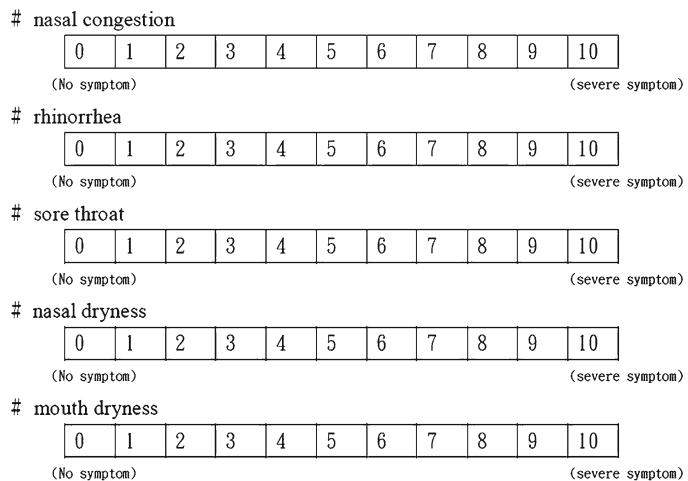 # nasal congestion
0 1 2 3 4 5 6 7 8 9 10
(No symptom) (severe symptom)
# rhinorrhea
0 1 2 3 4 5 6 7 8 9 10
(No symptom) (severe symptom)
# sore throat
0 1 2 3 4 5 6 7 8 9 10
(No symptom) (severe symptom)
# nasal dryness
0 1 2 3 4 5 6 7 8 9 10
(No symptom) (severe symptom)
# mouth dryness
0 1 2 3 4 5 6 7 8 9 10
(No symptom) (severe symptom)